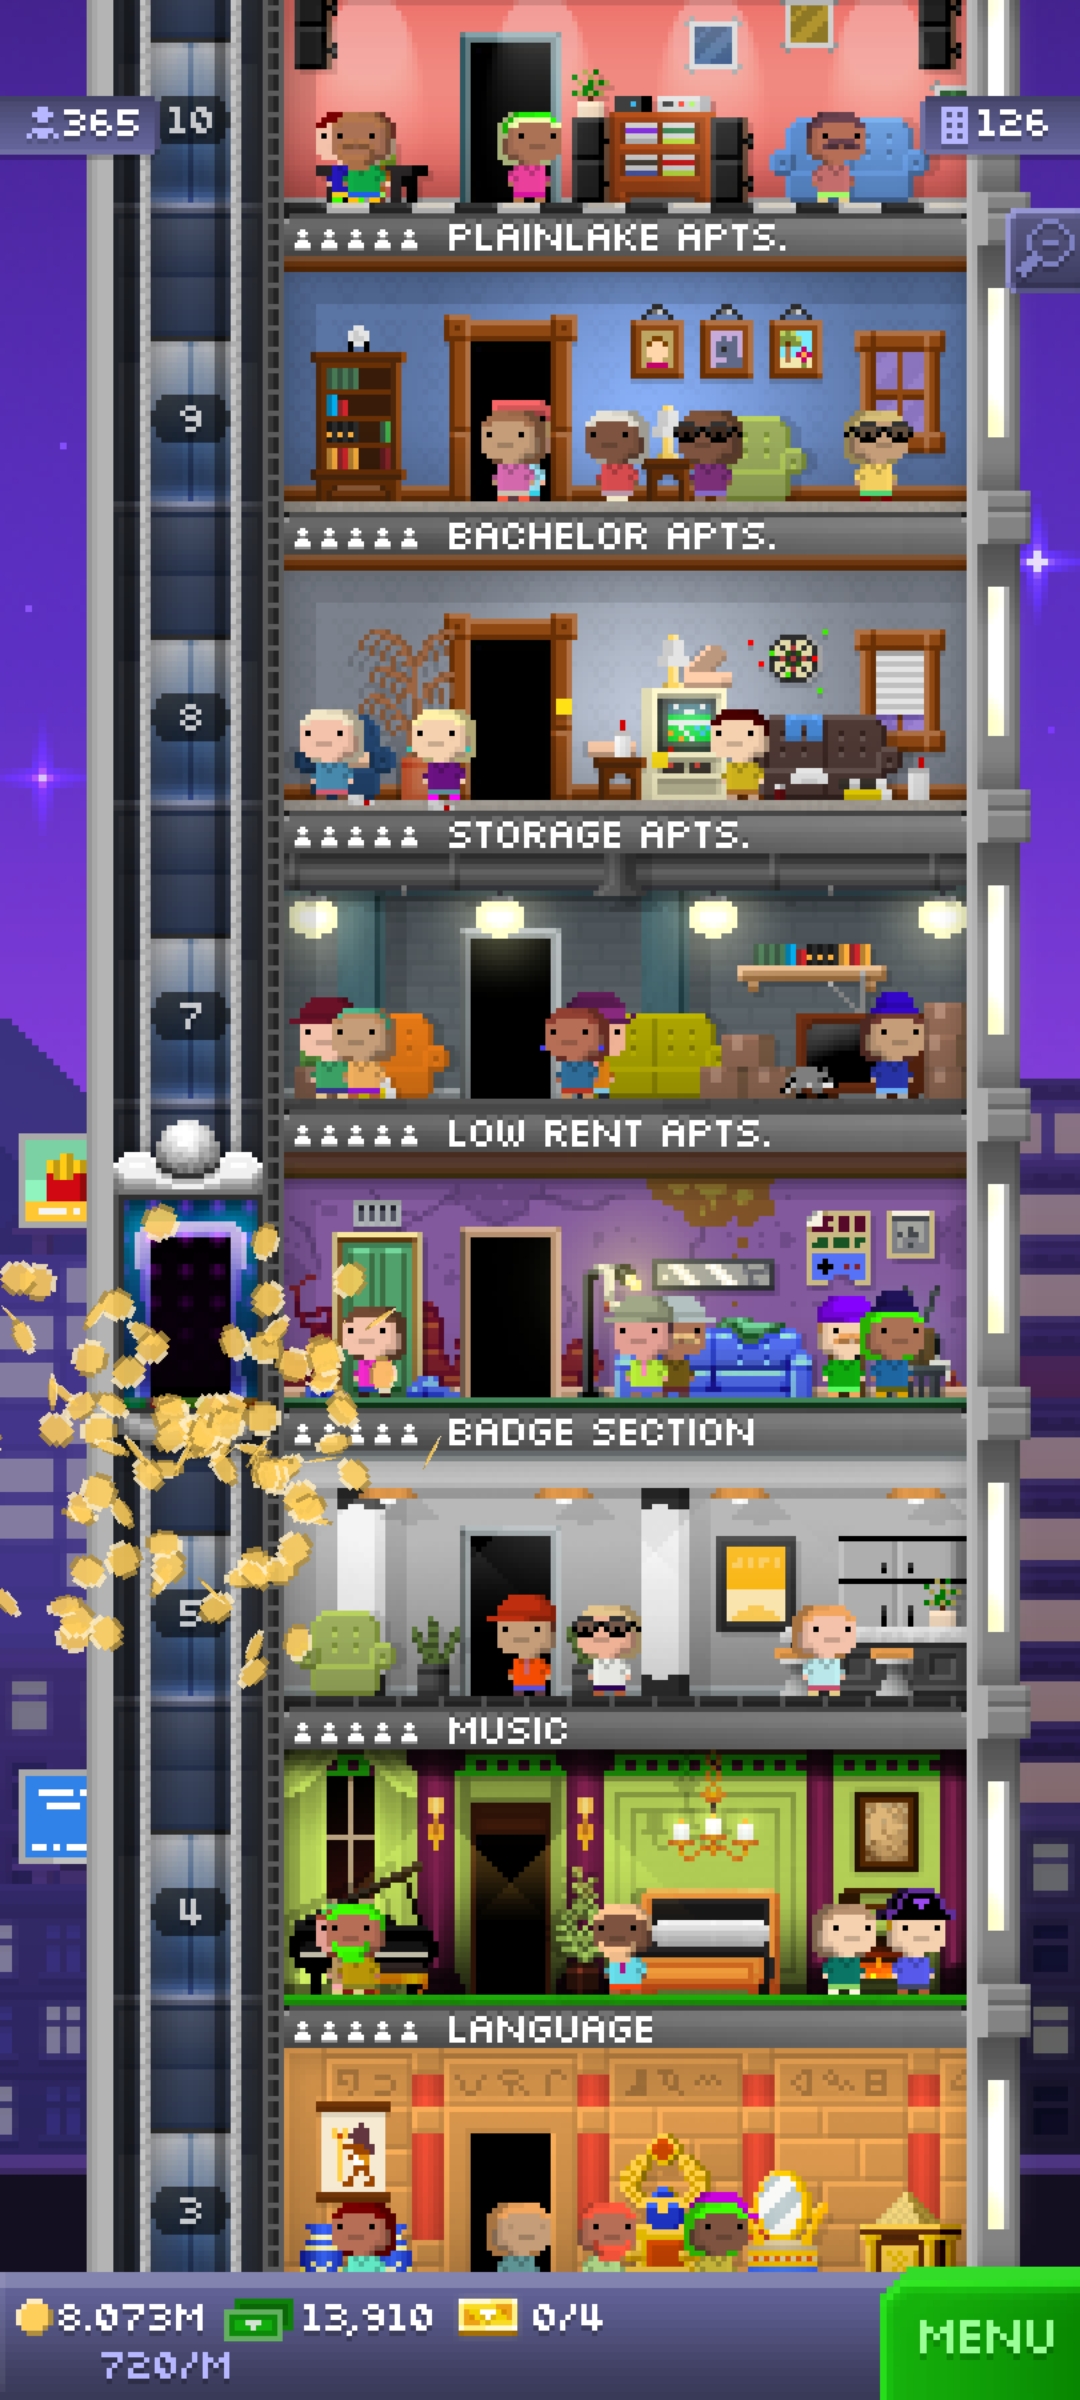 365
10
126
PLAINLAKE APTS.
9
BACHELOR APTS.
8
STORAGE APTS.
7
LOW RENT APTS.
BADGE SECTION
5
MUSIC
4
LANGUAGE
3
8.073M
13,910
0/4
720/M
MENU